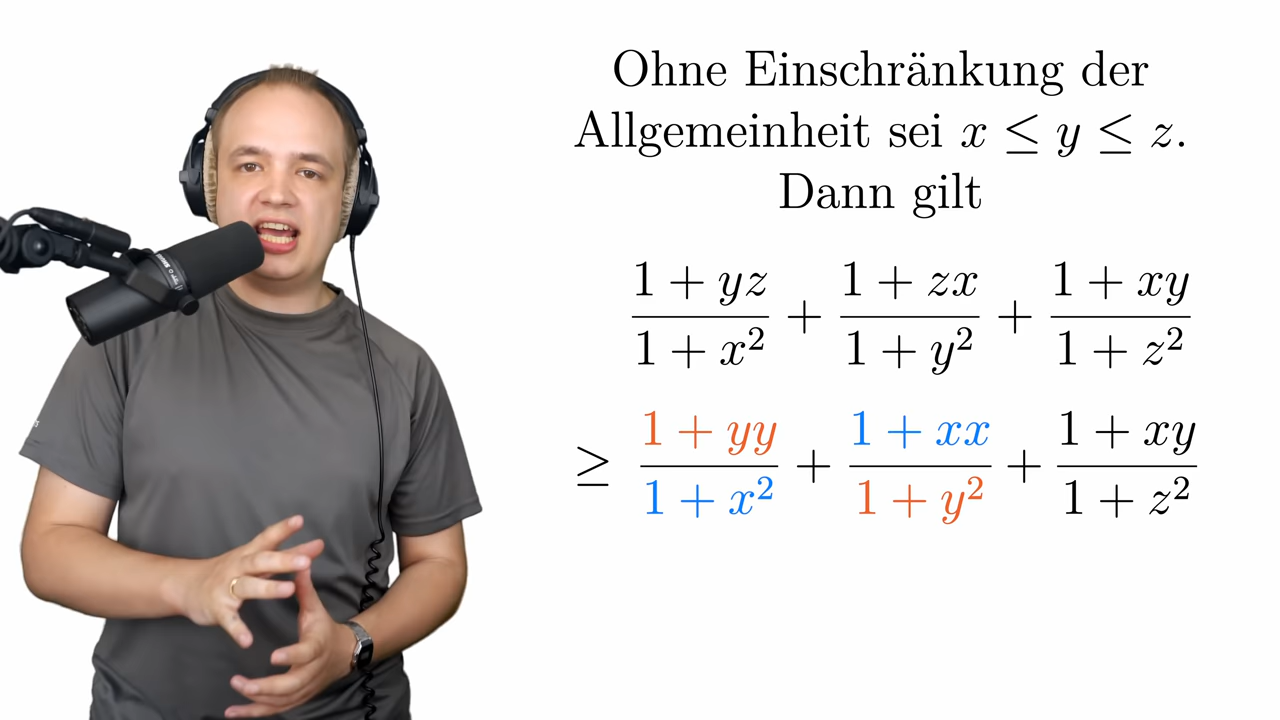 Ohne Einschränkung der
Allgemeinheit sei x ≤ y ≤ z.
Dann gilt
(1 + yz)/(1 + x²) + (1 + zx)/(1 + y²) + (1 + xy)/(1 + z²)
≥ (1 + yy)/(1 + x²) + (1 + xx)/(1 + y²) + (1 + xy)/(1 + z²)